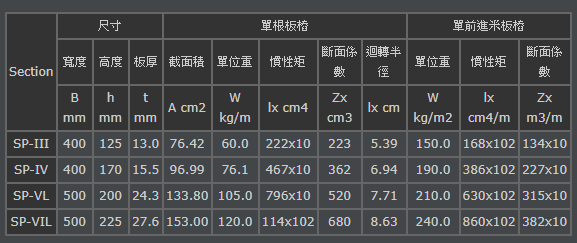 Section 尺寸 單根板樁 單前進米板樁
寬度 高度 板厚 截面積 單位重 慣性矩 斷面係數 迴轉半徑 單位重 慣性矩 斷面係數
B mm h mm t mm A cm2 W kg/m lx cm4 Zx cm3 lx cm W kg/m2 lx cm4/m Zx m3/m
SP-III 400 125 13.0 76.42 60.0 222x10 223 5.39 150.0 168x102 134x10
SP-IV 400 170 15.5 96.99 76.1 467x10 362 6.94 190.0 386x102 227x10
SP-VL 500 200 24.3 133.80 105.0 796x10 520 7.71 210.0 630x102 315x10
SP-VIL 500 225 27.6 153.00 120.0 114x102 680 8.63 240.0 860x102 382x10